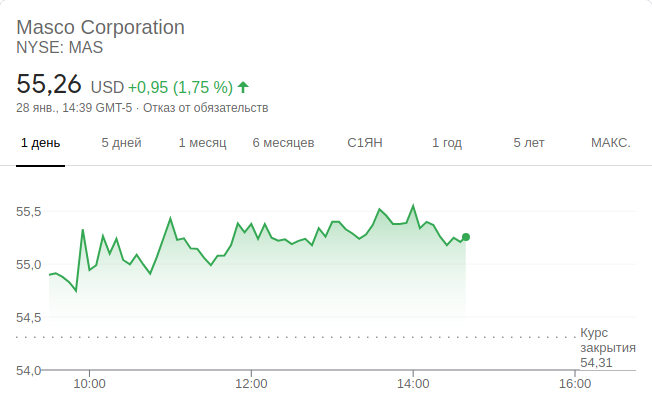 Masco Corporation
NYSE: MAS
55,26 USD +0,95 (1,75 %)
28 янв., 14:39 GMT-5 · Отказ от обязательств
1 день 5 дней 1 месяц 6 месяцев С1ЯН 1 год 5 лет МАКС.
55,5
55,0
54,5
Курс
закрытия
54,31
54,0
10:00 12:00 14:00 16:00